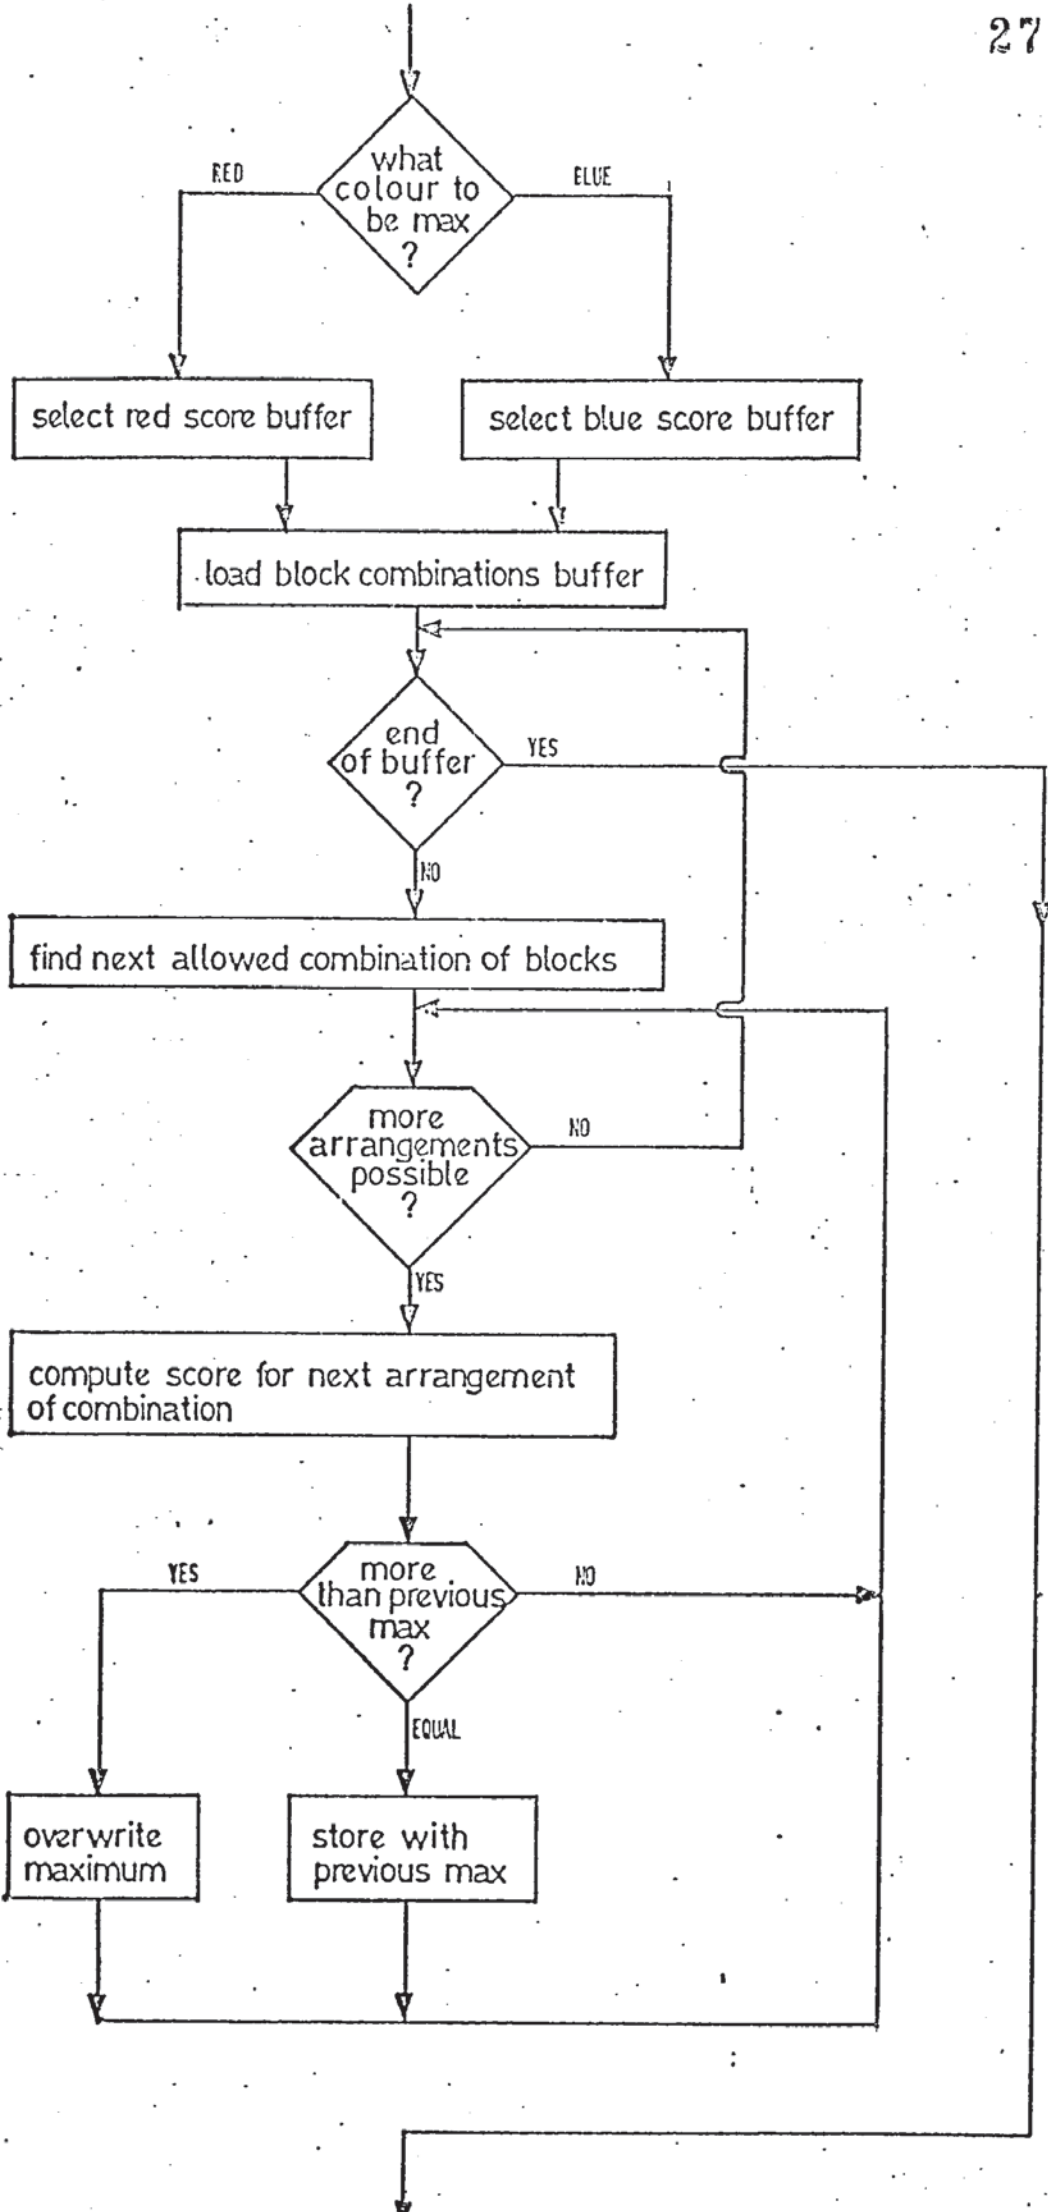 27
what
colour to
be max
?
RED
BLUE
select red score buffer
select blue score buffer
load block combinations buffer
end
of buffer
?
YES
NO
find next allowed combination of blocks
more
arrangements
possible
?
NO
YES
compute score for next arrangement
of combination
more
than previous
max
?
YES
NO
EQUAL
overwrite
maximum
store with
previous max